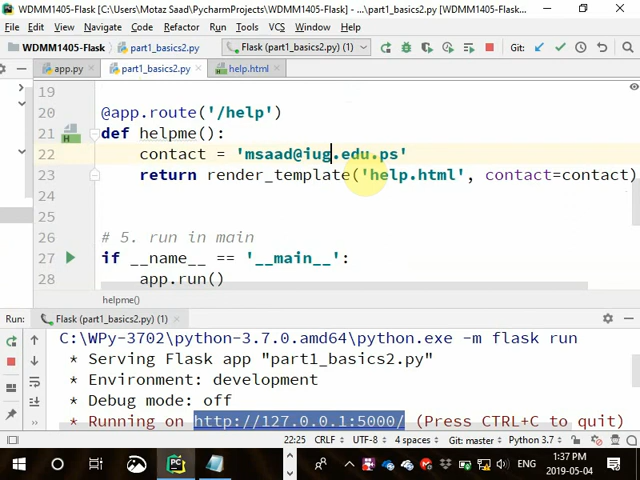 WDMM1405-Flask [C:\Users\Motaz Saad\PycharmProjects\WDMM1405-Flask] - ...\part1_basics2.py [WDMM1405-Flask]...
File Edit View Navigate Code Refactor Run Tools VCS Window Help
WDMM1405-Flask part1_basics2.py Flask (part1_basics2.py) (1) Git:
app.py part1_basics2.py help.html
19
20 @app.route('/help')
21 def helpme():
22 contact = 'msaad@iug.edu.ps'
23 return render_template('help.html', contact=contact)
24
25
26 # 5. run in main
27 if __name__ == '__main__':
28 app.run()
helpme()
Run: Flask (part1_basics2.py) (1)
C:\WPy-3702\python-3.7.0.amd64\python.exe -m flask run
* Serving Flask app "part1_basics2.py"
* Environment: development
* Debug mode: off
* Running on http://127.0.0.1:5000/ (Press CTRL+C to quit)
22:25 CRLF UTF-8 4 spaces Git: master Python 3.7
ENG 1:37 PM
2019-05-04